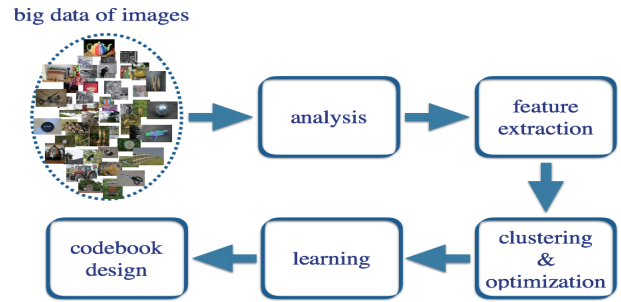 big data of images
analysis
feature
extraction
clustering
&
optimization
learning
codebook
design